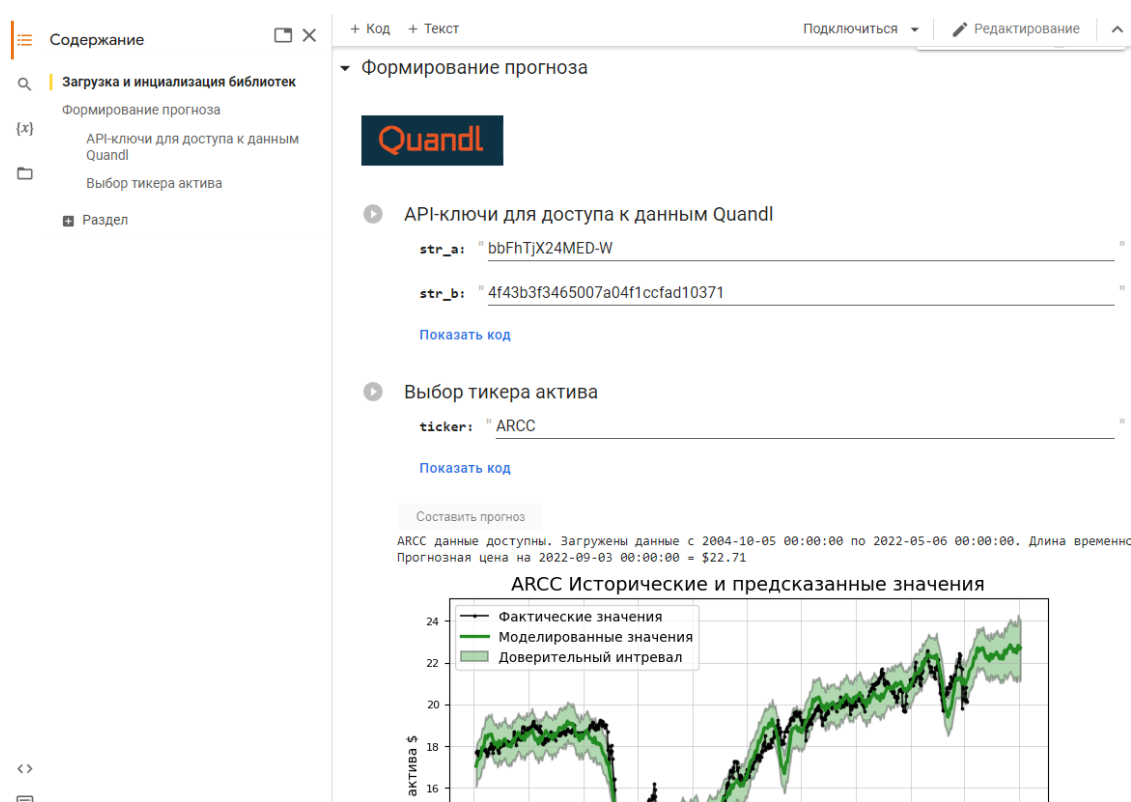 Содержание
Загрузка и инциализация библиотек
Формирование прогноза
API-ключи для доступа к данным
Quandl
Выбор тикера актива
Раздел
{x}
<>
+ Код + Текст
Подключиться
Редактирование
Формирование прогноза
Quandl
API-ключи для доступа к данным Quandl
str_a: "bbFhTjX24MED-W"
str_b: "4f43b3f3465007a04f1ccfad10371"
Показать код
Выбор тикера актива
ticker: "ARCC"
Показать код
Составить прогноз
ARCC данные доступны. Загружены данные с 2004-10-05 00:00:00 по 2022-05-06 00:00:00. Длина временно
Прогнозная цена на 2022-09-03 00:00:00 = $22.71
ARCC Исторические и предсказанные значения
Фактические значения
Моделированные значения
Доверительный интревал
24
22
20
18
16
актива $